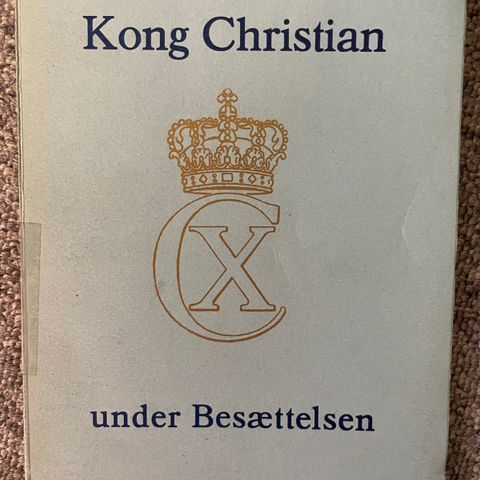 Kong Christian
CX
under Besættelsen